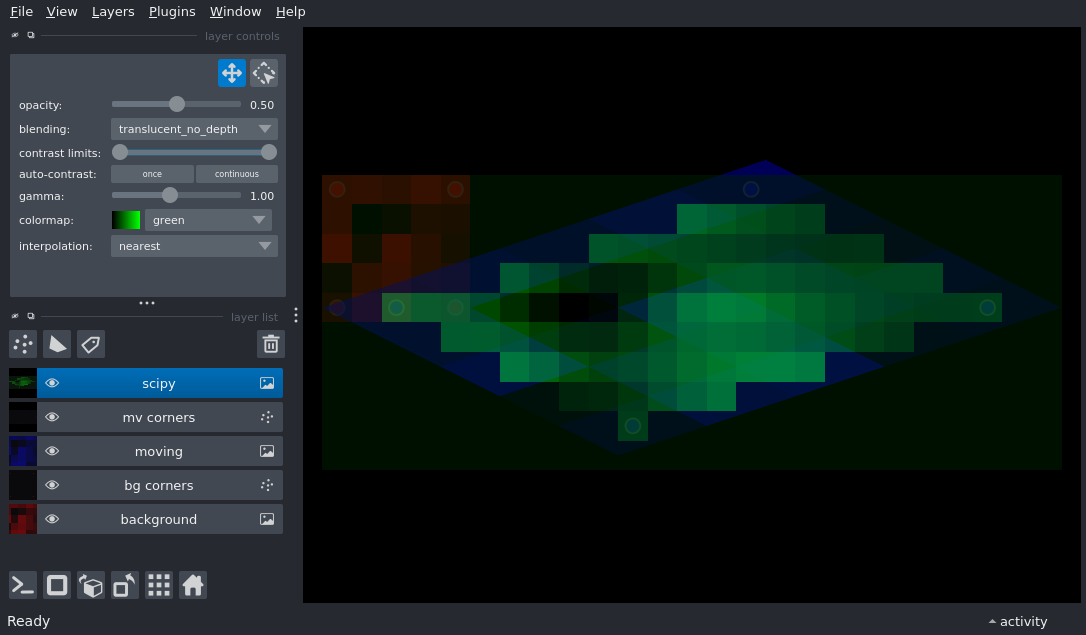 File View Layers Plugins Window Help
layer controls
opacity: 0.50
blending: translucent_no_depth
contrast limits:
auto-contrast: once continuous
gamma: 1.00
colormap: green
interpolation: nearest
layer list
scipy
mv corners
moving
bg corners
background
Ready
activity